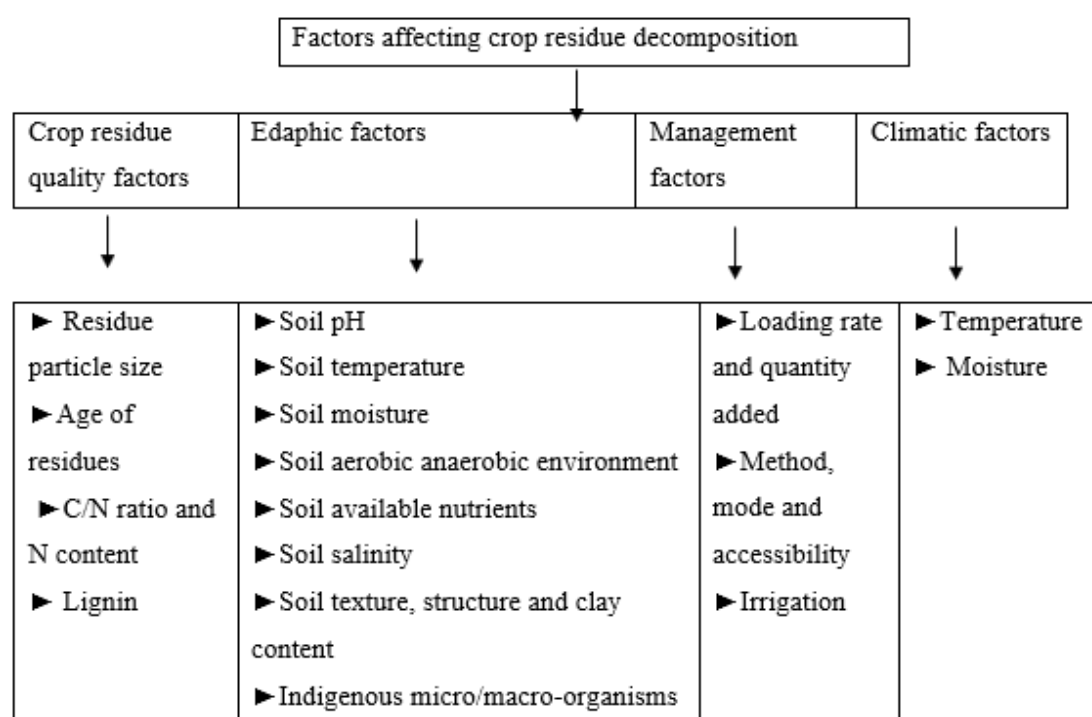 Factors affecting crop residue decomposition
Crop residue
quality factors
Edaphic factors
Management
factors
Climatic factors
► Residue
particle size
►Age of
residues
►C/N ratio and
N content
► Lignin
►Soil pH
►Soil temperature
►Soil moisture
►Soil aerobic anaerobic environment
►Soil available nutrients
►Soil salinity
►Soil texture, structure and clay
content
►Indigenous micro/macro-organisms
►Loading rate
and quantity
added
►Method,
mode and
accessibility
►Irrigation
►Temperature
► Moisture